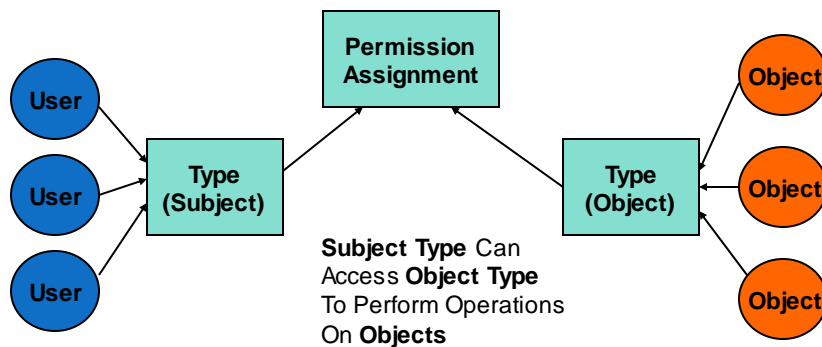 Permission
Assignment
User
User
User
Type
(Subject)
Type
(Object)
Object
Object
Object
Subject Type Can
Access Object Type
To Perform Operations
On Objects